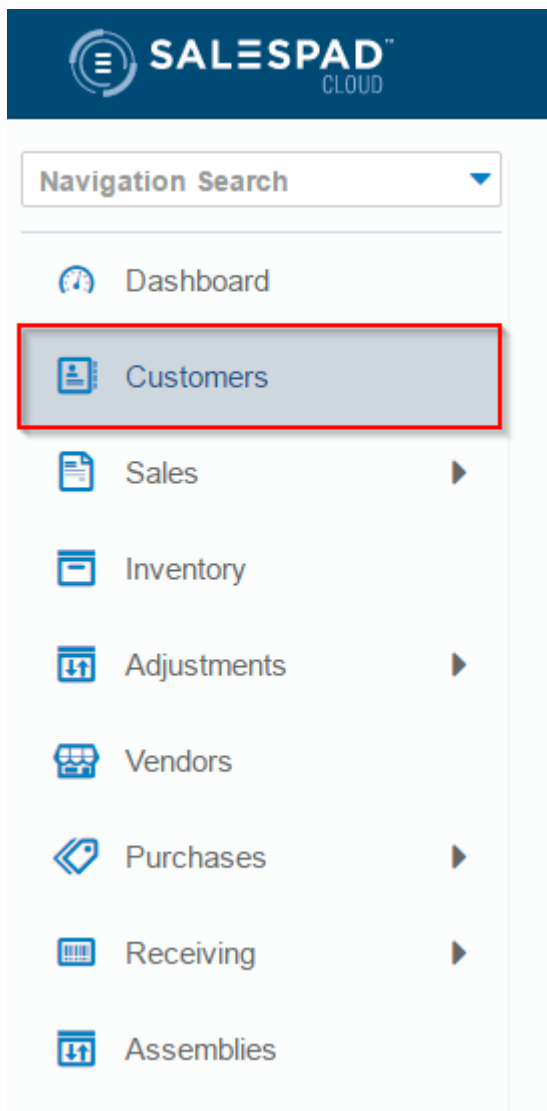 SALESPAD™
CLOUD
Navigation Search
Dashboard
Customers
Sales
Inventory
Adjustments
Vendors
Purchases
Receiving
Assemblies